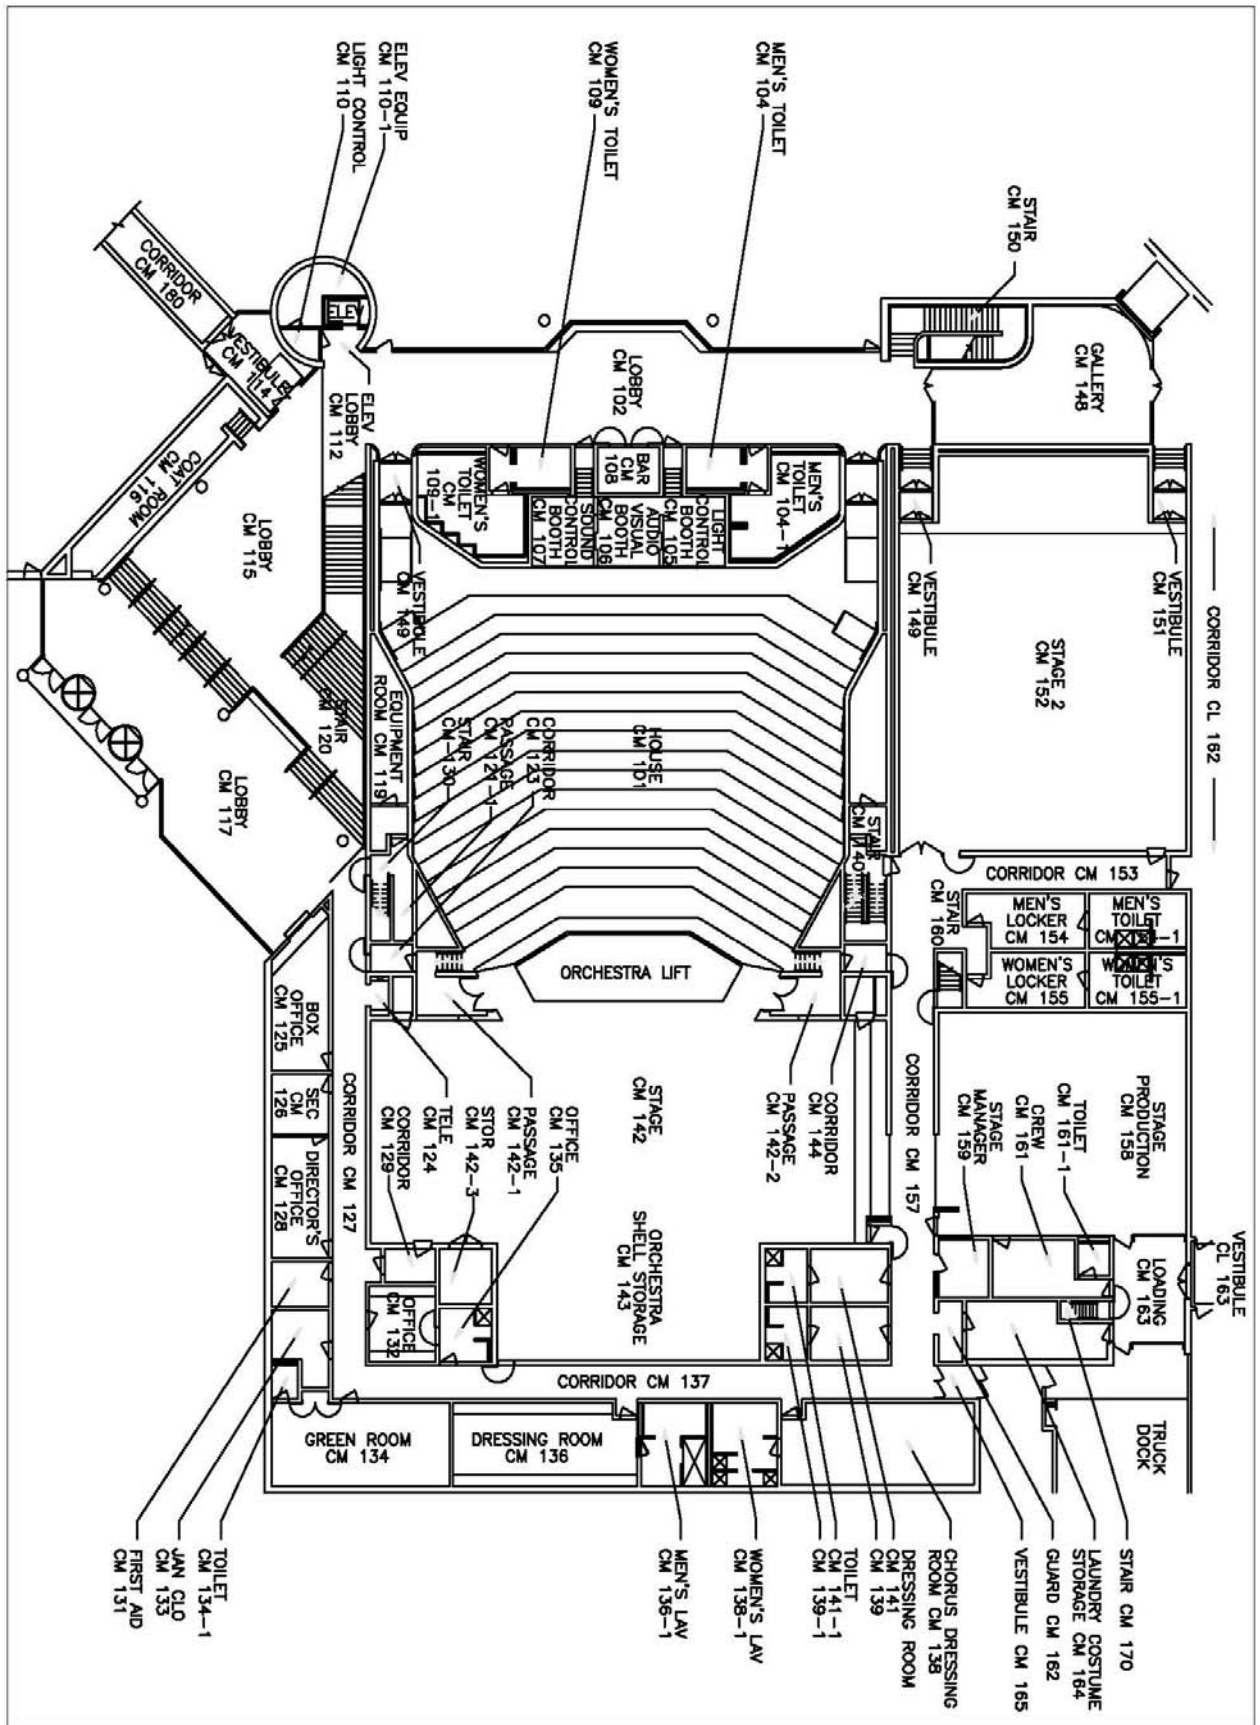 MEN'S TOILET
CM 104
WOMEN'S TOILET
CM 109
ELEV EQUIP
CM 110-1
LIGHT CONTROL
CM 110
STAIR
CM 150
CORRIDOR
CM 180
VESTIBULE
CM 114
ELEV
ELEV
LOBBY
CM 112
COAT ROOM
CM 116
LOBBY
CM 115
LOBBY
CM 102
GALLERY
CM 148
WOMEN'S
TOILET
CM
109-1
BAR
CM
108
MEN'S
TOILET
CM 104-1
SOUND
CONTROL
BOOTH
CM 107
AUDIO
VISUAL
BOOTH
CM 106
LIGHT
CONTROL
BOOTH
CM 105
VESTIBULE
CM 149
VESTIBULE
CM 149
VESTIBULE
CM 151
CORRIDOR CL 162
STAGE 2
CM 152
STAIR
CM 120
LOBBY
CM 117
EQUIPMENT
ROOM CM 119
STAIR
CM-130
PASSAGE
CM 121-1
CORRIDOR
CM 123
HOUSE
CM 101
STAIR
CM 140
CORRIDOR CM 153
STAIR
CM 160
MEN'S
LOCKER
CM 154
MEN'S
TOILET
CM 154-1
WOMEN'S
LOCKER
CM 155
WOMEN'S
TOILET
CM 155-1
ORCHESTRA LIFT
BOX
OFFICE
CM 125
SEC
CM
126
DIRECTOR'S
OFFICE
CM 128
CORRIDOR CM 127
CORRIDOR
CM 129
TELE
CM 124
STOR
CM 142-3
PASSAGE
CM 142-1
OFFICE
CM 135
STAGE
CM 142
ORCHESTRA
SHELL STORAGE
CM 143
PASSAGE
CM 142-2
CORRIDOR
CM 144
CORRIDOR CM 157
STAGE
MANAGER
CM 159
CREW
CM 161
TOILET
CM 161-1
STAGE
PRODUCTION
CM 158
VESTIBULE
CL 163
LOADING
CM 163
OFFICE
CM 132
CORRIDOR CM 137
GREEN ROOM
CM 134
DRESSING ROOM
CM 136
TRUCK
DOCK
FIRST AID
CM 131
JAN CLO
CM 133
TOILET
CM 134-1
MEN'S LAV
CM 136-1
WOMEN'S LAV
CM 138-1
TOILET
CM 141-1
CM 139-1
DRESSING ROOM
CM 141
CM 139
CHORUS DRESSING
ROOM CM 138
VESTIBULE CM 165
GUARD CM 162
LAUNDRY COSTUME
STORAGE CM 164
STAIR CM 170